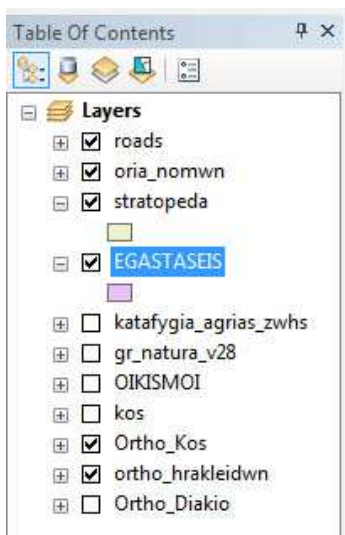 Table Of Contents
Layers
roads
oria_nomwn
stratopeda
EGASTASEIS
katafygia_agrias_zwhs
gr_natura_v28
OIKISMOI
kos
Ortho_Kos
ortho_hrakleidwn
Ortho_Diakio